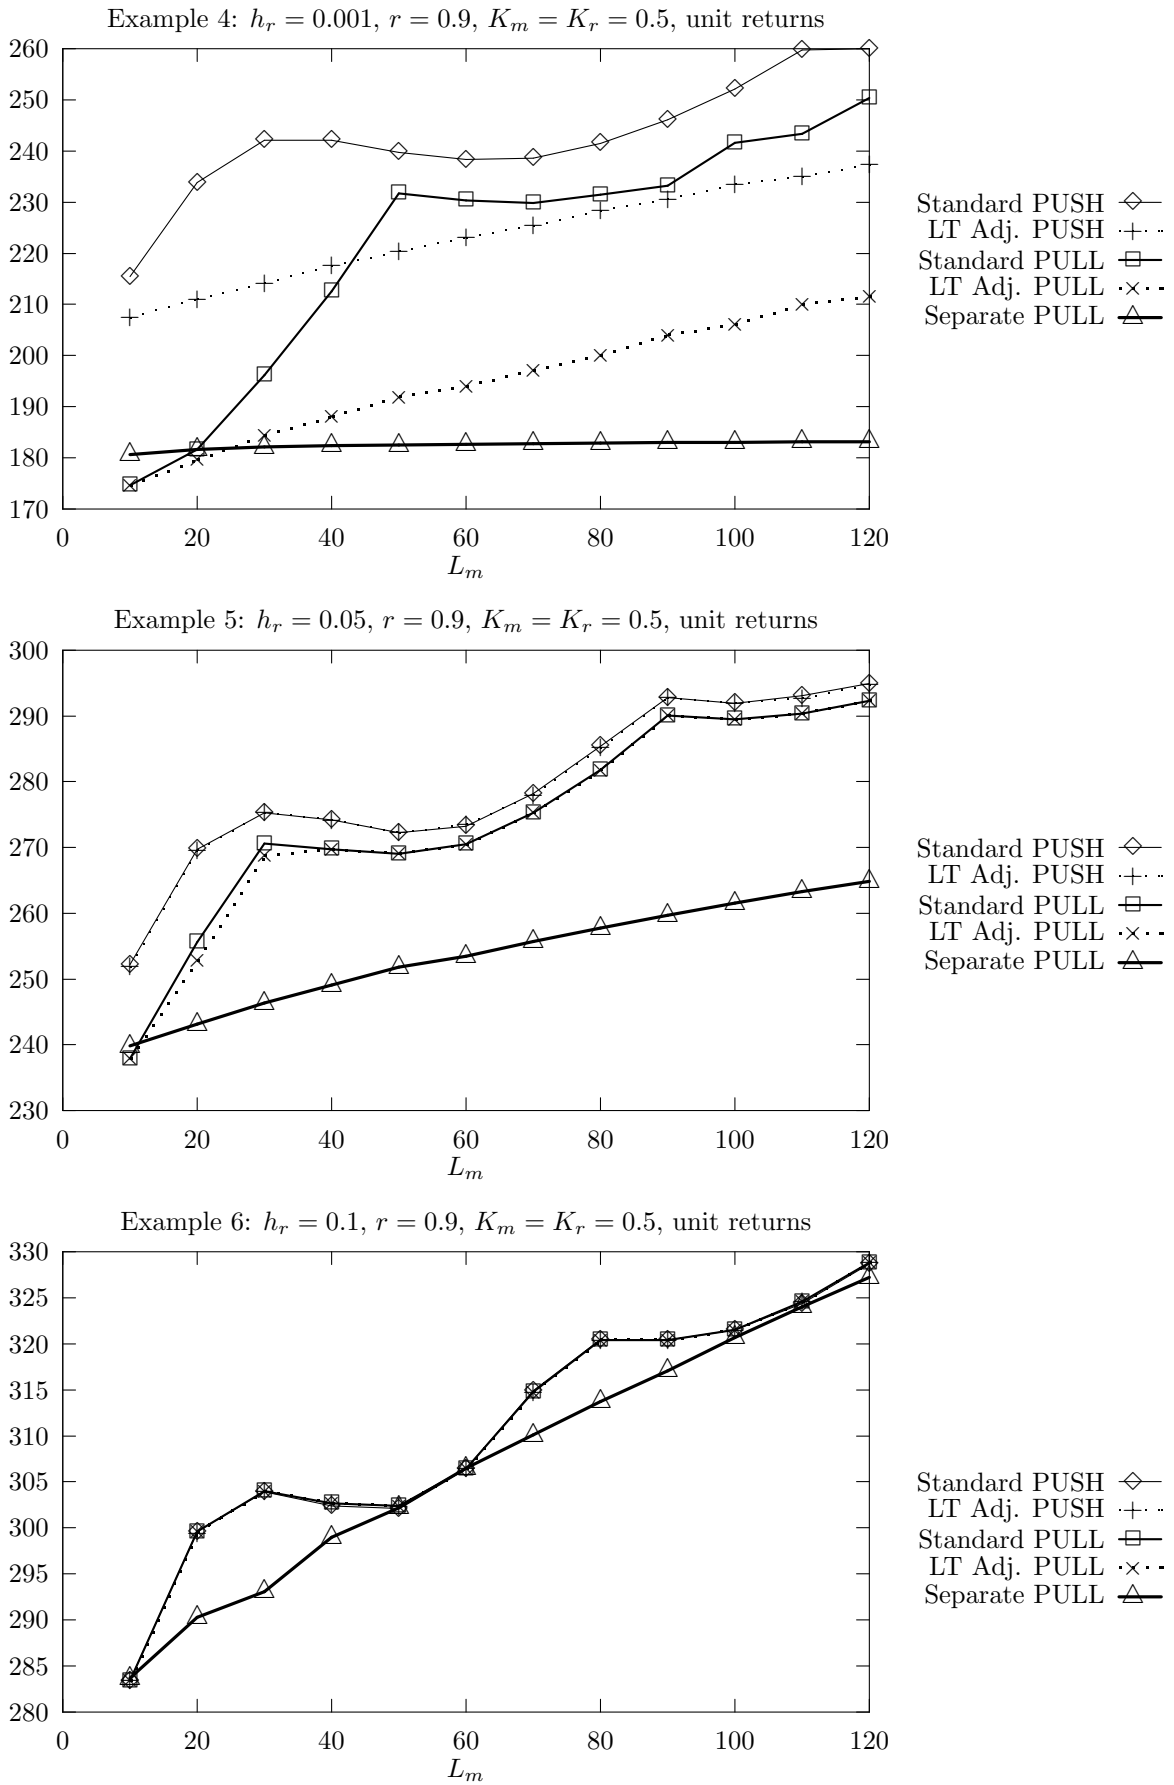 Example 4: h_r = 0.001, r = 0.9, K_m = K_r = 0.5, unit returns
260
250
240
230
220
210
200
190
180
170
0 20 40 60 80 100 120
L_m
Standard PUSH
LT Adj. PUSH
Standard PULL
LT Adj. PULL
Separate PULL
Example 5: h_r = 0.05, r = 0.9, K_m = K_r = 0.5, unit returns
300
290
280
270
260
250
240
230
0 20 40 60 80 100 120
L_m
Standard PUSH
LT Adj. PUSH
Standard PULL
LT Adj. PULL
Separate PULL
Example 6: h_r = 0.1, r = 0.9, K_m = K_r = 0.5, unit returns
330
325
320
315
310
305
300
295
290
285
280
0 20 40 60 80 100 120
L_m
Standard PUSH
LT Adj. PUSH
Standard PULL
LT Adj. PULL
Separate PULL